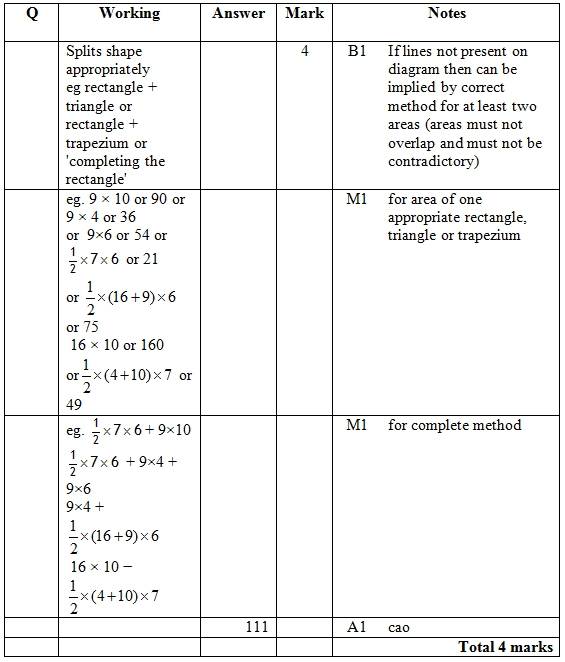 Q Working Answer Mark Notes
Splits shape 4 B1 If lines not present on
appropriately diagram then can be
eg rectangle + implied by correct
triangle or method for at least two
rectangle + areas (areas must not
trapezium or overlap and must not be
'completing the contradictory)
rectangle'
eg. 9 × 10 or 90 or M1 for area of one
9 × 4 or 36 appropriate rectangle,
or 9×6 or 54 or triangle or trapezium
1/2 ×7×6 or 21
or 1/2 ×(16+9)×6
or 75
16 × 10 or 160
or 1/2 ×(4+10)×7 or
49
eg. 1/2 ×7×6+9×10 M1 for complete method
1/2 ×7×6 +9×4 +
9×6
9×4 +
1/2 ×(16+9)×6
16 × 10 −
1/2 ×(4+10)×7
111 A1 cao
Total 4 marks